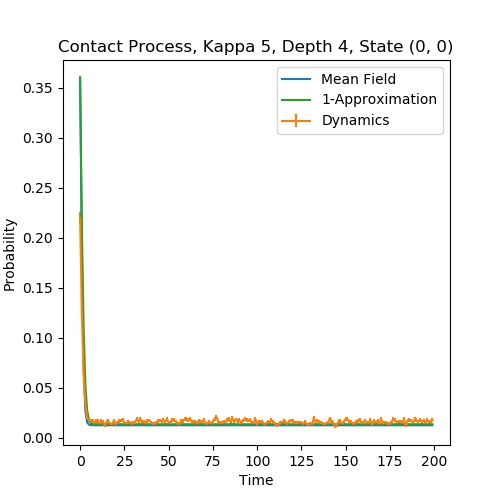 Contact Process, Kappa 5, Depth 4, State (0, 0)
Mean Field
1-Approximation
Dynamics
0.35
0.30
0.25
0.20
0.15
0.10
0.05
0.00
Probability
0 25 50 75 100 125 150 175 200
Time